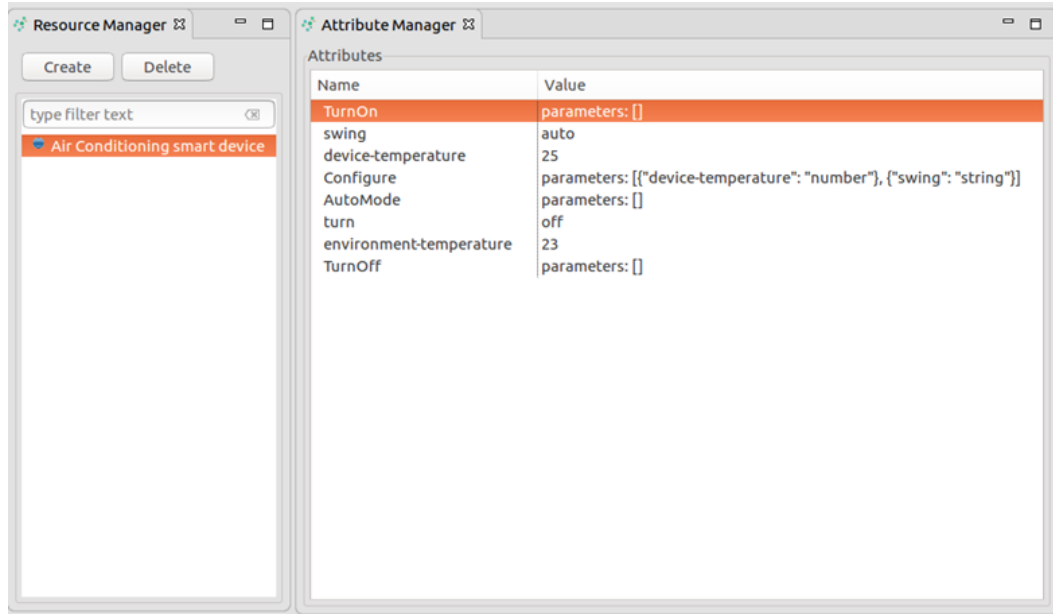 Resource Manager
Create Delete
type filter text
Air Conditioning smart device
Attribute Manager
Attributes
Name Value
TurnOn parameters: []
swing auto
device-temperature 25
Configure parameters: [{"device-temperature": "number"}, {"swing": "string"}]
AutoMode parameters: []
turn off
environment-temperature 23
TurnOff parameters: []